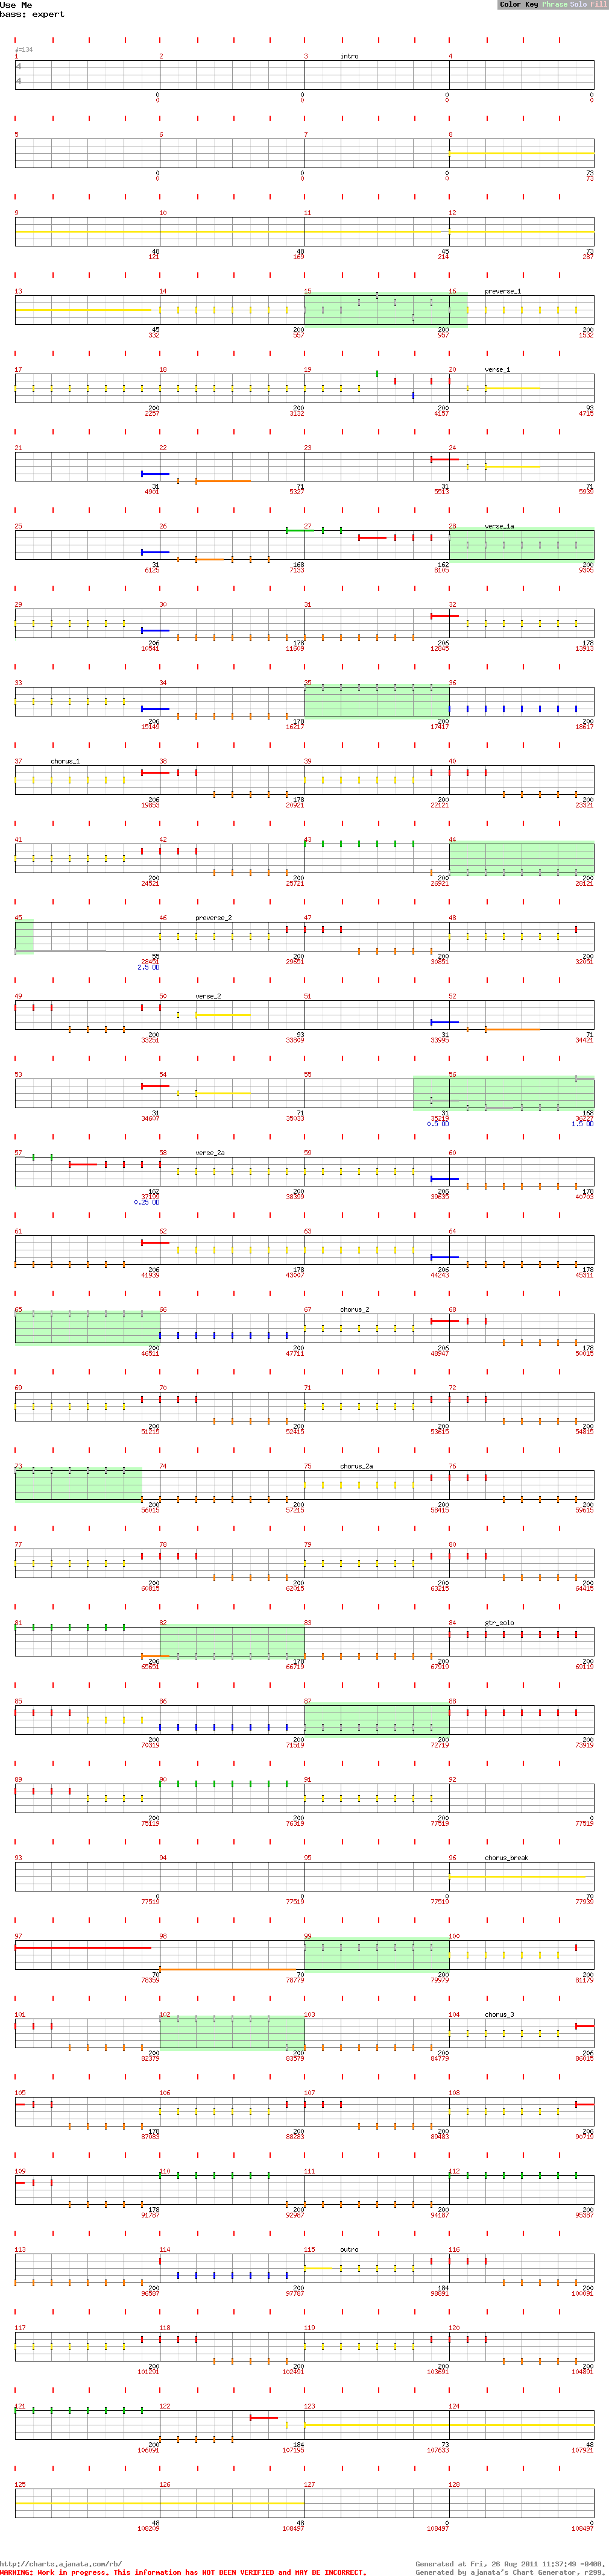 Use Me
Color Key Phrase Solo Fill
bass: expert
♩=134
1 2 3 intro 4
4
4
0 0 0 0
0 0 0 0
5 6 7 8
0 0 0 73
0 0 0 73
9 10 11 12
48 48 45 73
121 169 214 287
13 14 15 16 preverse_1
45 200 200 200
332 557 957 1532
17 18 19 20 verse_1
200 200 200 93
2257 3132 4157 4715
21 22 23 24
31 71 31 71
4901 5327 5513 5939
25 26 27 28 verse_1a
31 168 162 200
6125 7133 8105 9305
29 30 31 32
206 178 206 178
10541 11609 12845 13913
33 34 35 36
206 178 200 200
15149 16217 17417 18617
37 chorus_1 38 39 40
206 178 200 200
19853 20921 22121 23321
41 42 43 44
200 200 200 200
24521 25721 26921 28121
45 46 preverse_2 47 48
55 200 200 200
28451 29651 30851 32051
2.5 OD
49 50 verse_2 51 52
200 93 31 71
33251 33809 33995 34421
53 54 55 56
31 71 31 168
34607 35033 35219 36227
0.5 OD 1.5 OD
57 58 verse_2a 59 60
162 200 206 178
37199 38399 39635 40703
0.25 OD
61 62 63 64
206 178 206 178
41939 43007 44243 45311
65 66 67 chorus_2 68
200 200 206 178
46511 47711 48947 50015
69 70 71 72
200 200 200 200
51215 52415 53615 54815
73 74 75 chorus_2a 76
200 200 200 200
56015 57215 58415 59615
77 78 79 80
200 200 200 200
60815 62015 63215 64415
81 82 83 84 gtr_solo
206 178 200 200
65651 66719 67919 69119
85 86 87 88
200 200 200 200
70319 71519 72719 73919
89 90 91 92
200 200 200 0
75119 76319 77519 77519
93 94 95 96 chorus_break
0 0 0 70
77519 77519 77519 77939
97 98 99 100
70 70 200 200
78359 78779 79979 81179
101 102 103 104 chorus_3
200 200 200 206
82379 83579 84779 86015
105 106 107 108
178 200 200 206
87083 88283 89483 90719
109 110 111 112
178 200 200 200
91787 92987 94187 95387
113 114 115 outro 116
200 200 184 200
96587 97787 98891 100091
117 118 119 120
200 200 200 200
101291 102491 103691 104891
121 122 123 124
200 184 73 48
106091 107195 107633 107921
125 126 127 128
48 48 0 0
108209 108497 108497 108497
http://charts.ajanata.com/rb/ Generated at Fri, 26 Aug 2011 11:37:49 -0400.
WARNING: Work in progress. This information has NOT BEEN VERIFIED and MAY BE INCORRECT. Generated by ajanata's Chart Generator, r299.